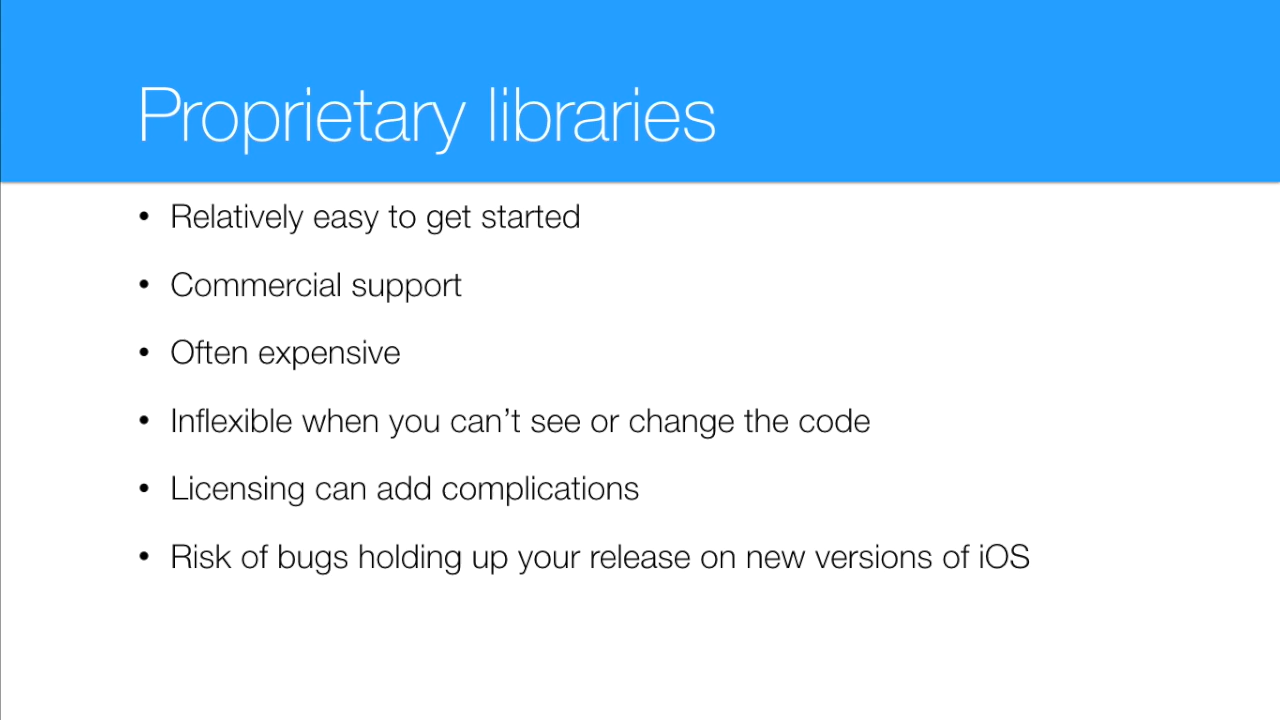 Proprietary libraries
• Relatively easy to get started
• Commercial support
• Often expensive
• Inflexible when you can’t see or change the code
• Licensing can add complications
• Risk of bugs holding up your release on new versions of iOS